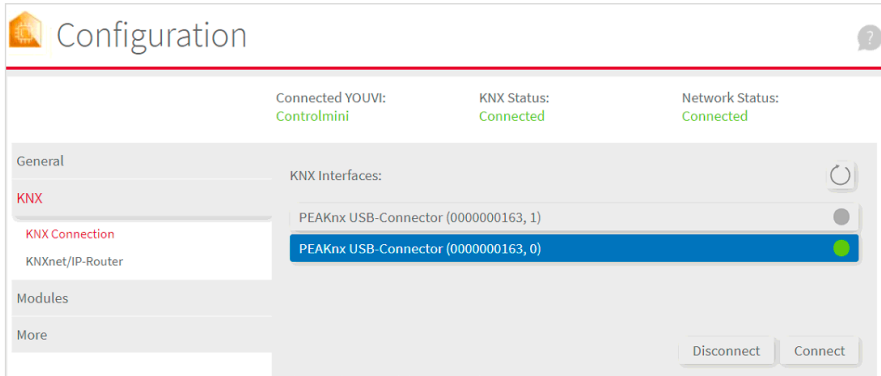 Configuration
?
Connected YOUVI: KNX Status: Network Status:
Controlmini Connected Connected
General
KNX Interfaces:
KNX
PEAKnx USB-Connector (0000000163, 1)
KNX Connection
PEAKnx USB-Connector (0000000163, 0)
KNXnet/IP-Router
Modules
More
Disconnect Connect